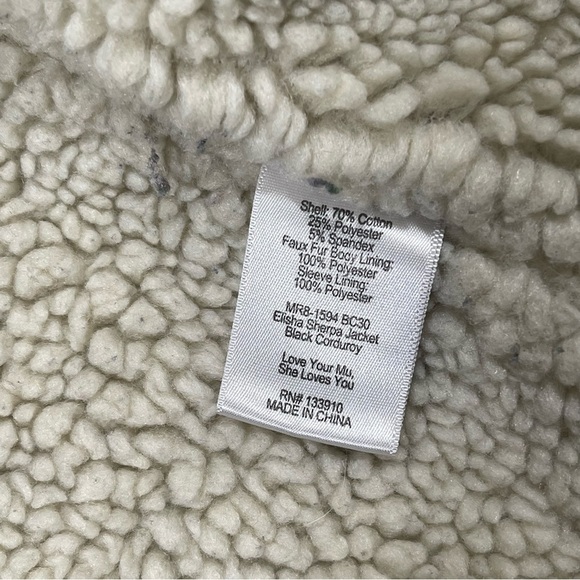 Shell: 70% Cotton
25% Polyester
5% Spandex
Faux Fur Body Lining:
100% Polyester
Sleeve Lining:
100% Polyester
MR8-1594 BC30
Elisha Sherpa Jacket
Black Corduroy
Love Your Mu,
She Loves You
RN# 133910
MADE IN CHINA